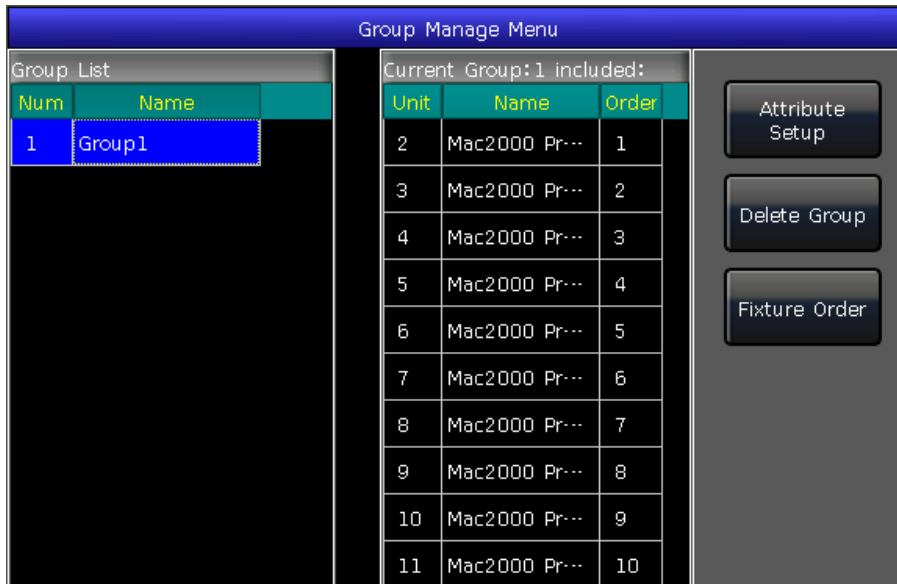 Group Manage Menu
Group List
Num Name
1 Group1
Current Group:1 included:
Unit Name Order
2 Mac2000 Pr··· 1
3 Mac2000 Pr··· 2
4 Mac2000 Pr··· 3
5 Mac2000 Pr··· 4
6 Mac2000 Pr··· 5
7 Mac2000 Pr··· 6
8 Mac2000 Pr··· 7
9 Mac2000 Pr··· 8
10 Mac2000 Pr··· 9
11 Mac2000 Pr··· 10
Attribute
Setup
Delete Group
Fixture Order